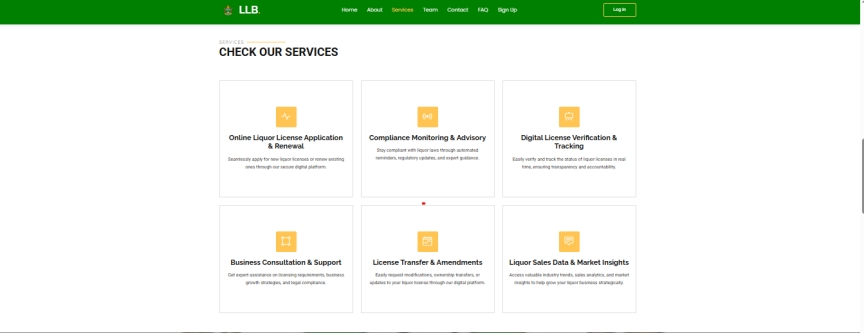 LLB.
Home About Services Team Contact FAQ Sign Up
Log in
SERVICES
CHECK OUR SERVICES
Online Liquor License Application
& Renewal
Seamlessly apply for new liquor licenses or renew existing
ones through our secure digital platform.
Compliance Monitoring & Advisory
Stay compliant with liquor laws through automated
reminders, regulatory updates, and expert guidance.
Digital License Verification &
Tracking
Easily verify and track the status of liquor licenses in real
time, ensuring transparency and accountability.
Business Consultation & Support
Get expert assistance on licensing requirements, business
growth strategies, and legal compliance.
License Transfer & Amendments
Easily request modifications, ownership transfers, or
updates to your liquor license through our digital platform.
Liquor Sales Data & Market Insights
Access valuable industry trends, sales analytics, and market
insights to help grow your liquor business strategically.